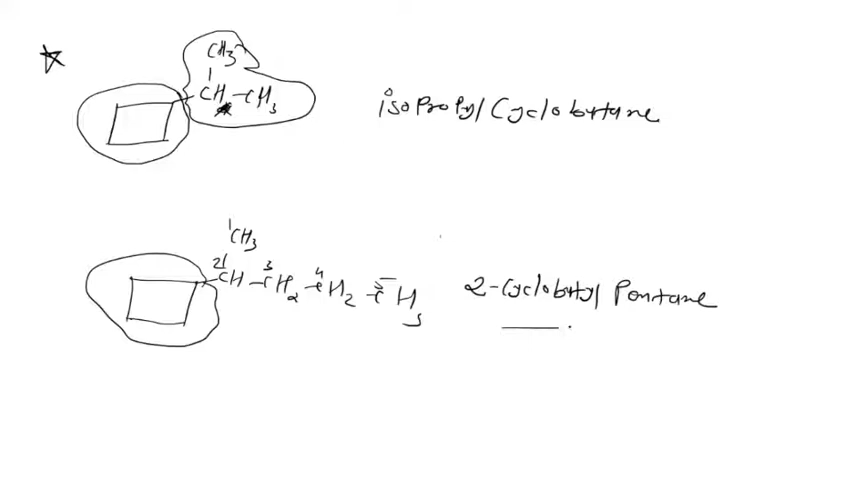 CH3
CH-CH3
isopropyl Cyclobutane
1CH3
2CH-3CH2-4CH2-5CH3
2-Cyclobutyl Pentane